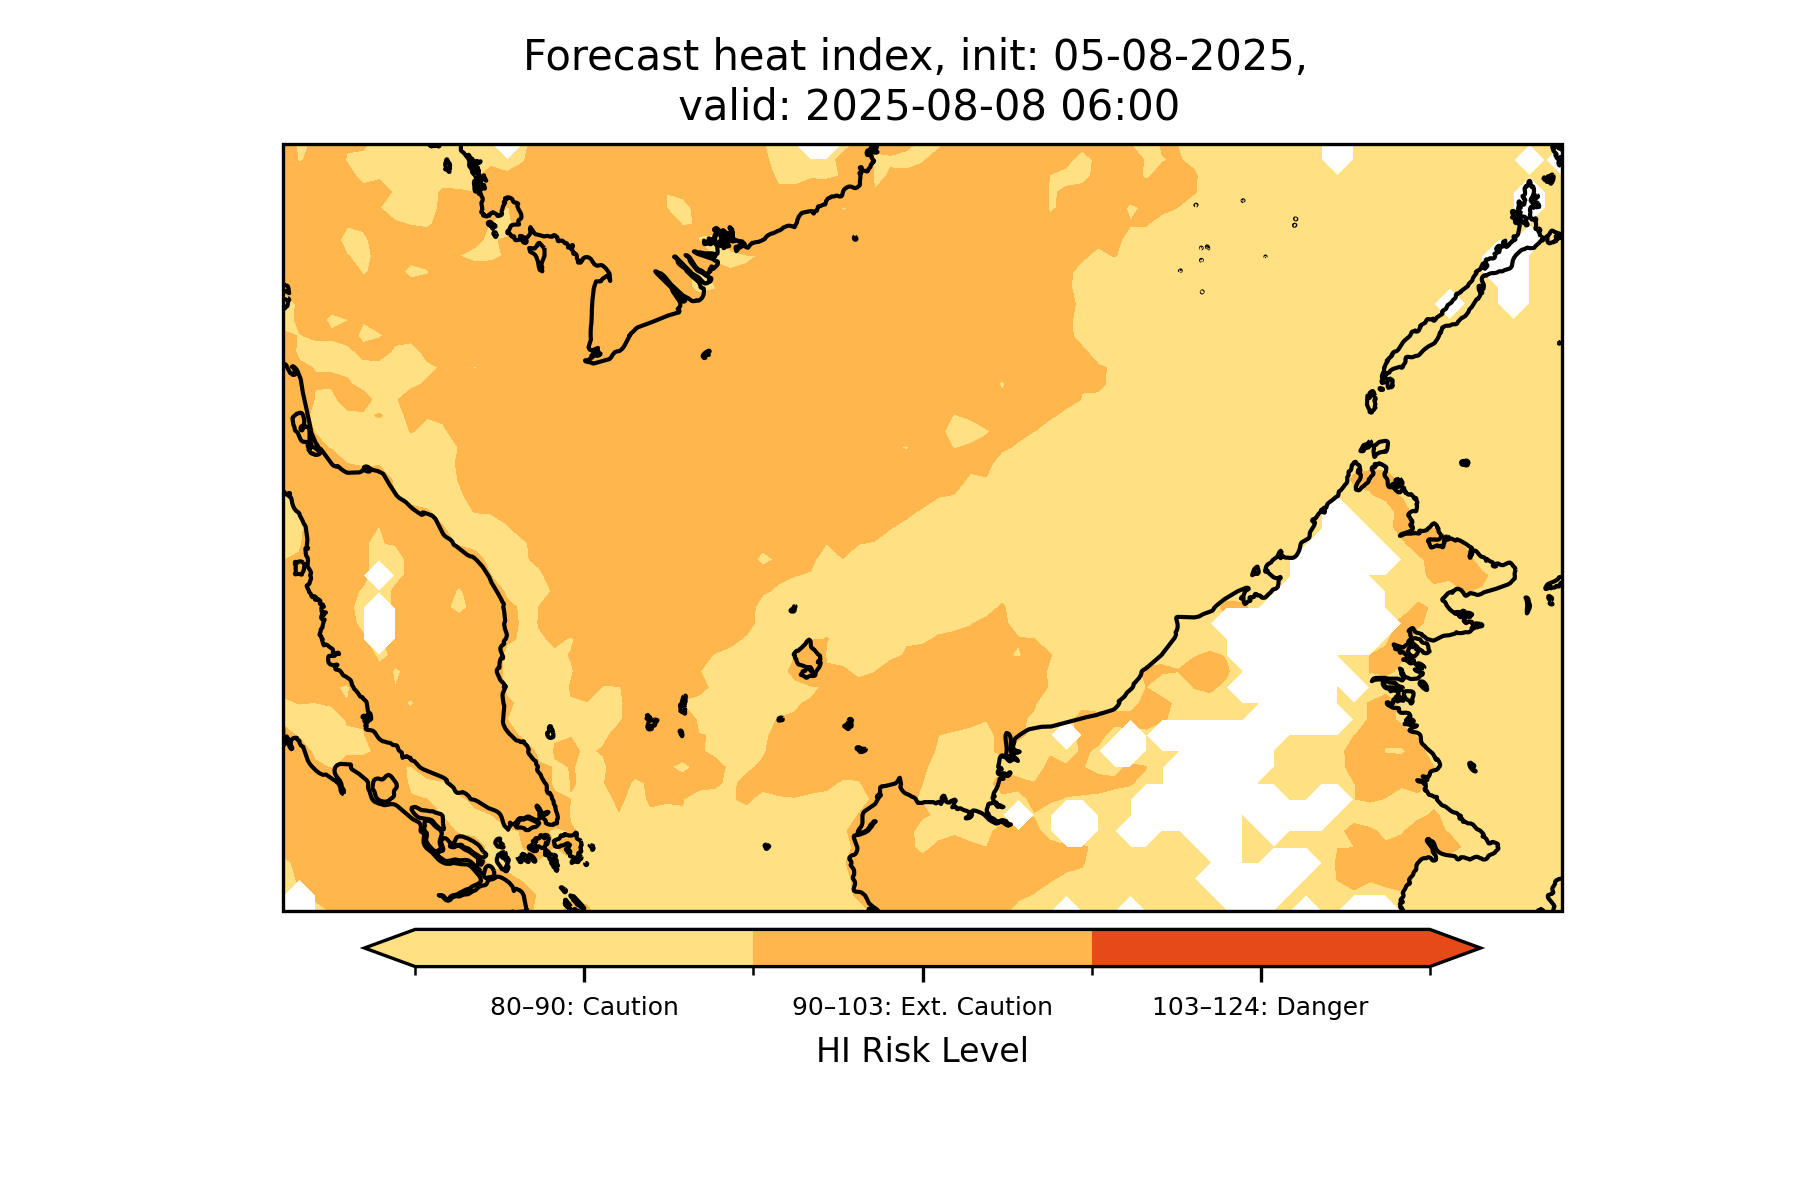 Forecast heat index, init: 05-08-2025,
valid: 2025-08-08 06:00
80–90: Caution
90–103: Ext. Caution
103–124: Danger
HI Risk Level